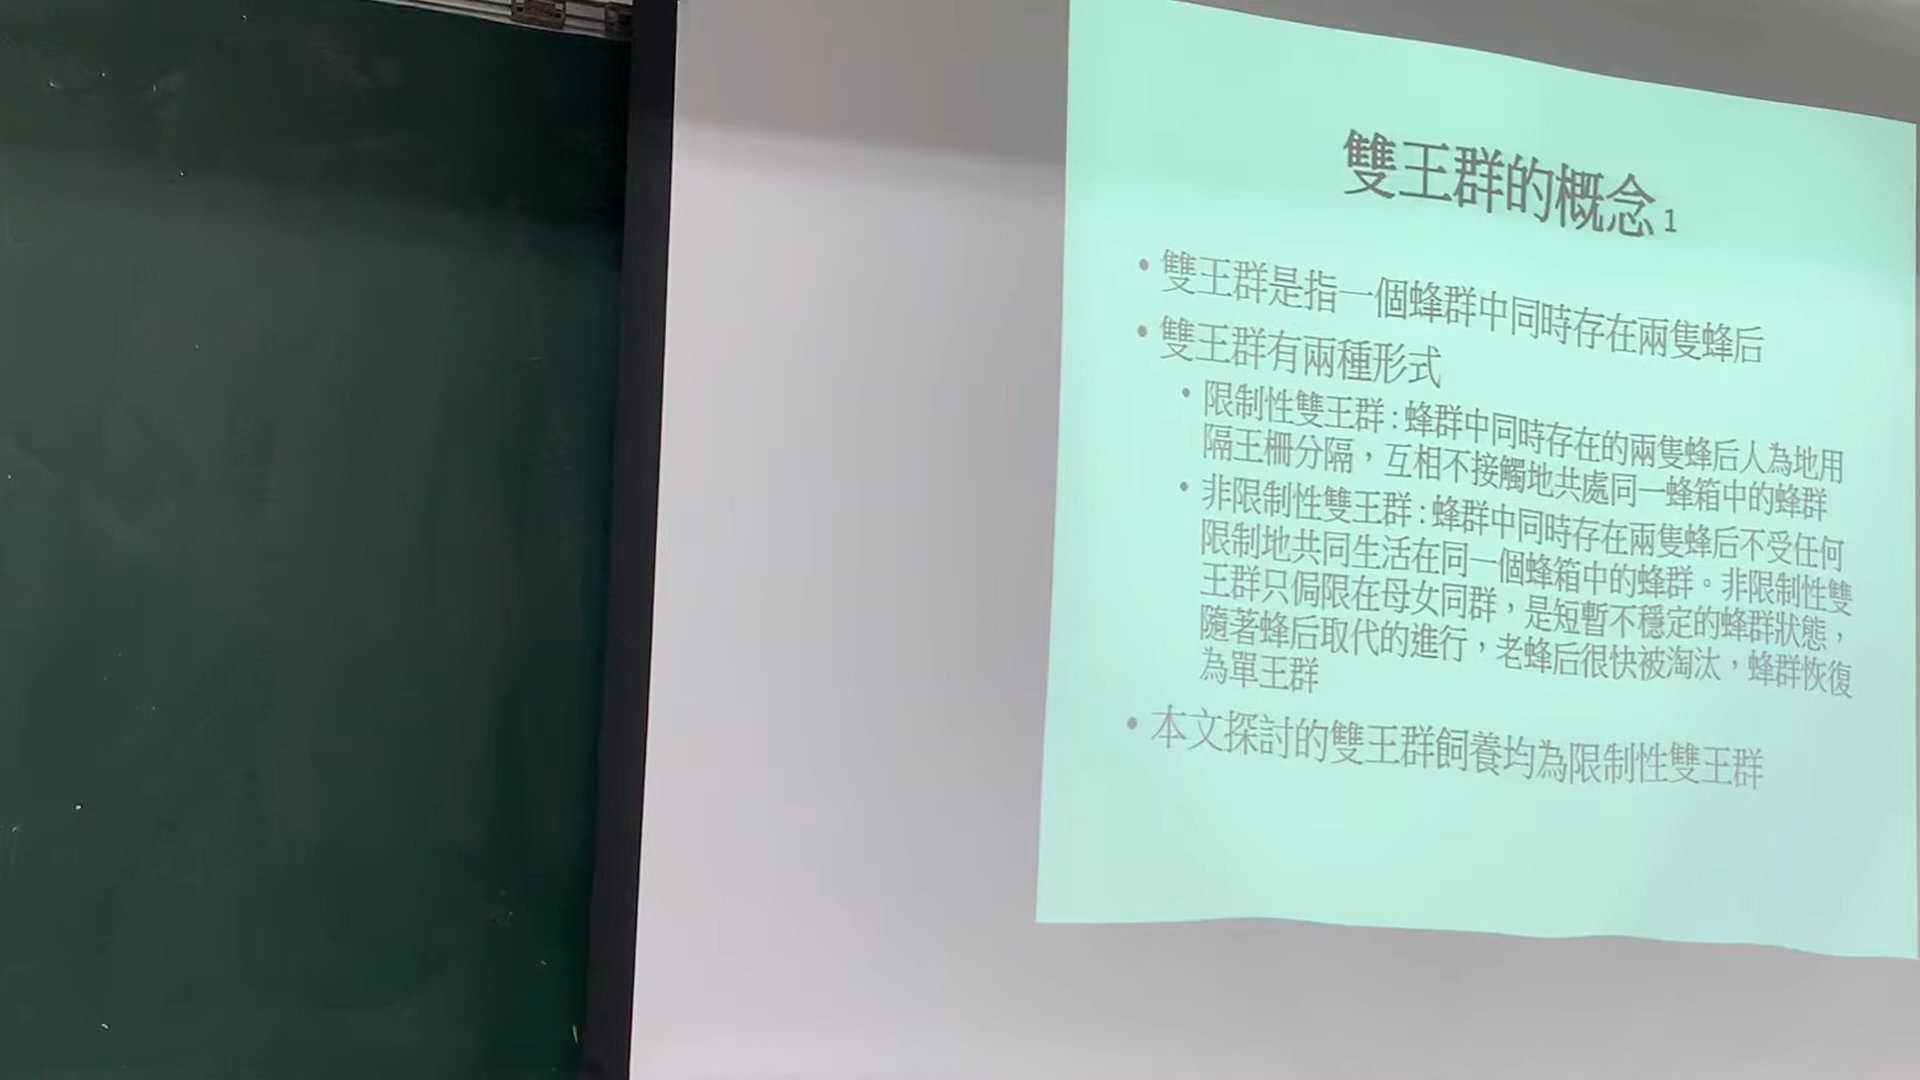 雙王群的概念1
• 雙王群是指一個蜂群中同時存在兩隻蜂后
• 雙王群有兩種形式
• 限制性雙王群:蜂群中同時存在的兩隻蜂后人為地用
隔王柵分隔，互相不接觸地共處同一蜂箱中的蜂群
• 非限制性雙王群:蜂群中同時存在兩隻蜂后不受任何
限制地共同生活在同一個蜂箱中的蜂群。非限制性雙
王群只侷限在母女同群，是短暫不穩定的蜂群狀態，
隨著蜂后取代的進行，老蜂后很快被淘汰，蜂群恢復
為單王群
• 本文探討的雙王群飼養均為限制性雙王群